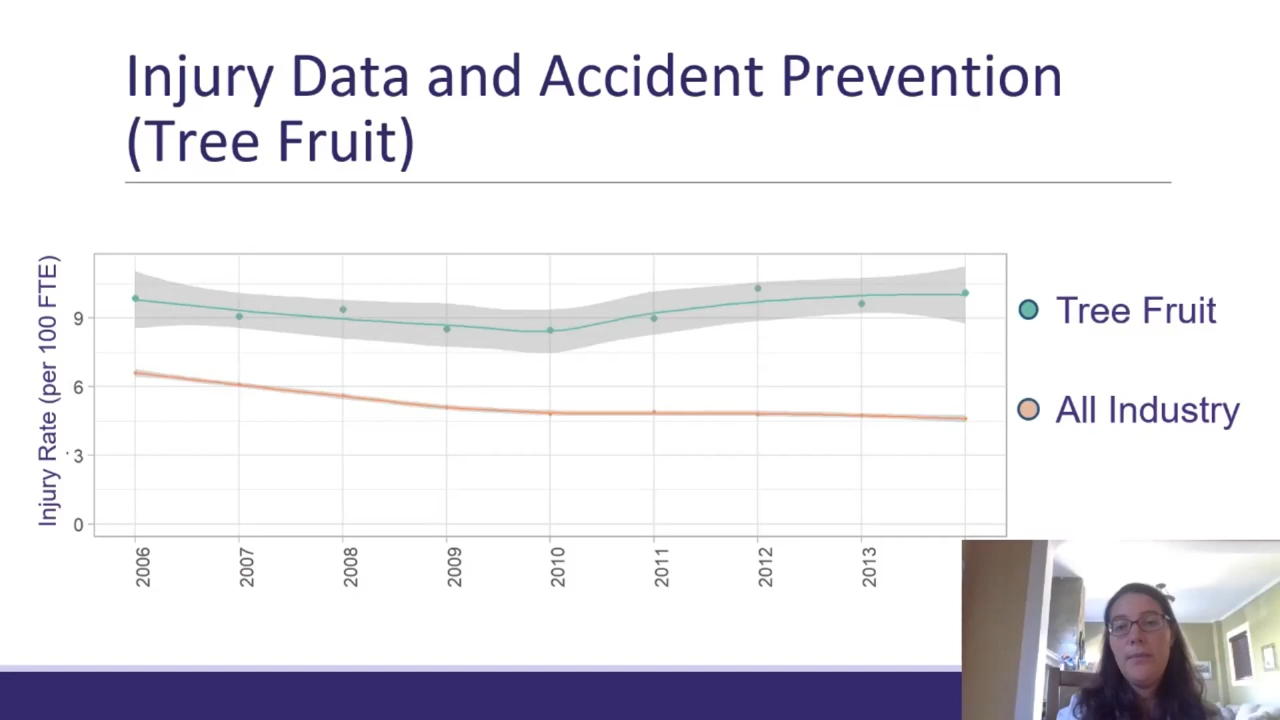 Injury Data and Accident Prevention
(Tree Fruit)
Injury Rate (per 100 FTE)
9
6
3
0
2006
2007
2008
2009
2010
2011
2012
2013
Tree Fruit
All Industry